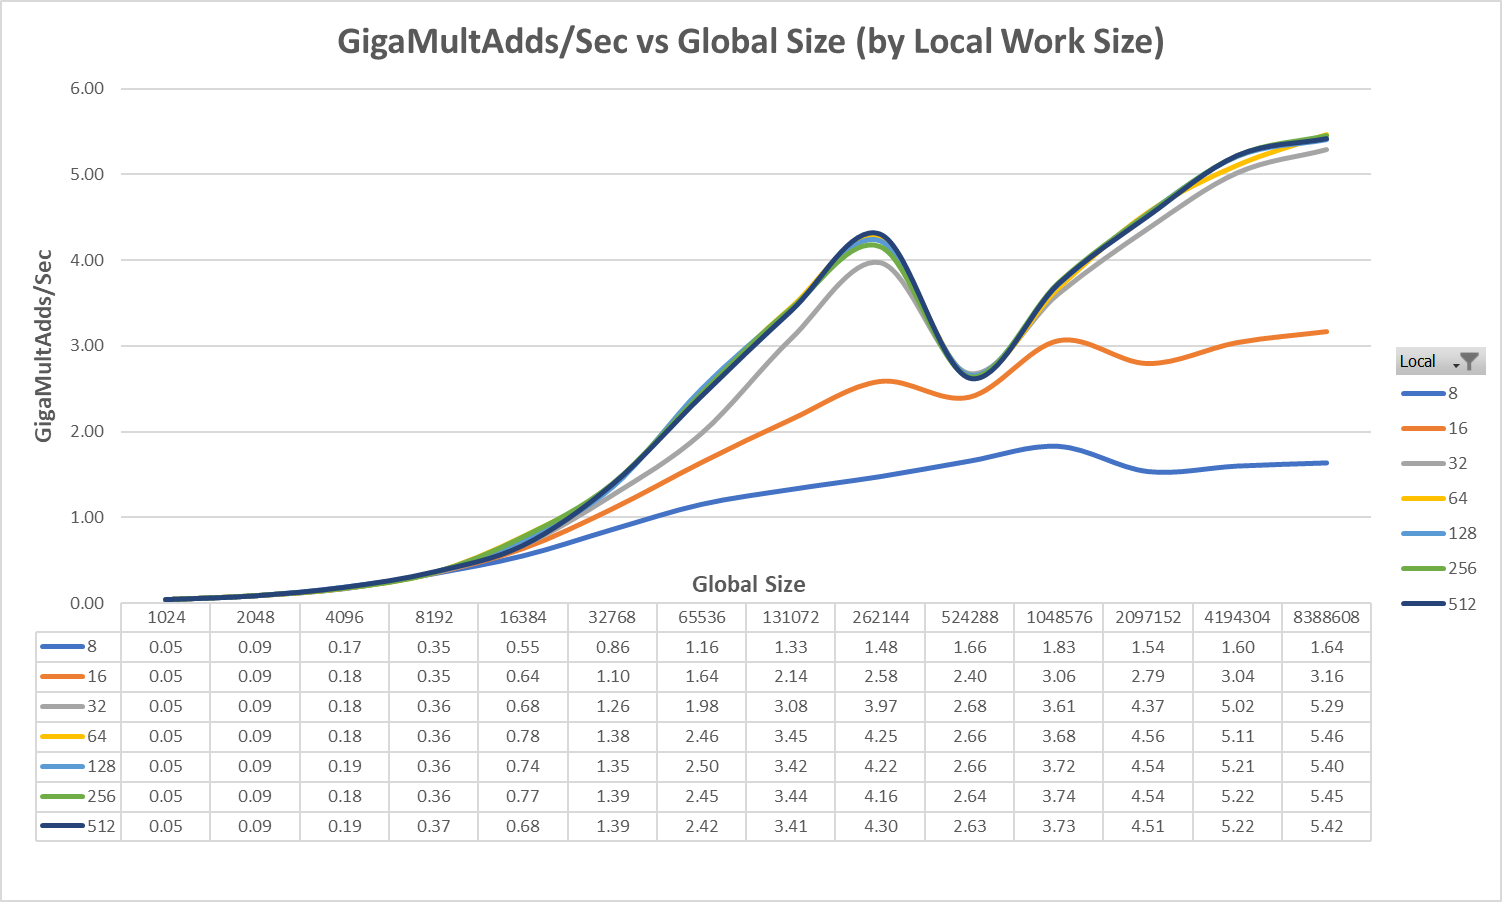 GigaMultAdds/Sec vs Global Size (by Local Work Size)
6.00
5.00
4.00
3.00
2.00
1.00
0.00
GigaMultAdds/Sec
Global Size
1024 2048 4096 8192 16384 32768 65536 131072 262144 524288 1048576 2097152 4194304 8388608
8 0.05 0.09 0.17 0.35 0.55 0.86 1.16 1.33 1.48 1.66 1.83 1.54 1.60 1.64
16 0.05 0.09 0.18 0.35 0.64 1.10 1.64 2.14 2.58 2.40 3.06 2.79 3.04 3.16
32 0.05 0.09 0.18 0.36 0.68 1.26 1.98 3.08 3.97 2.68 3.61 4.37 5.02 5.29
64 0.05 0.09 0.18 0.36 0.78 1.38 2.46 3.45 4.25 2.66 3.68 4.56 5.11 5.46
128 0.05 0.09 0.19 0.36 0.74 1.35 2.50 3.42 4.22 2.66 3.72 4.54 5.21 5.40
256 0.05 0.09 0.18 0.36 0.77 1.39 2.45 3.44 4.16 2.64 3.74 4.54 5.22 5.45
512 0.05 0.09 0.19 0.37 0.68 1.39 2.42 3.41 4.30 2.63 3.73 4.51 5.22 5.42
Local
8
16
32
64
128
256
512